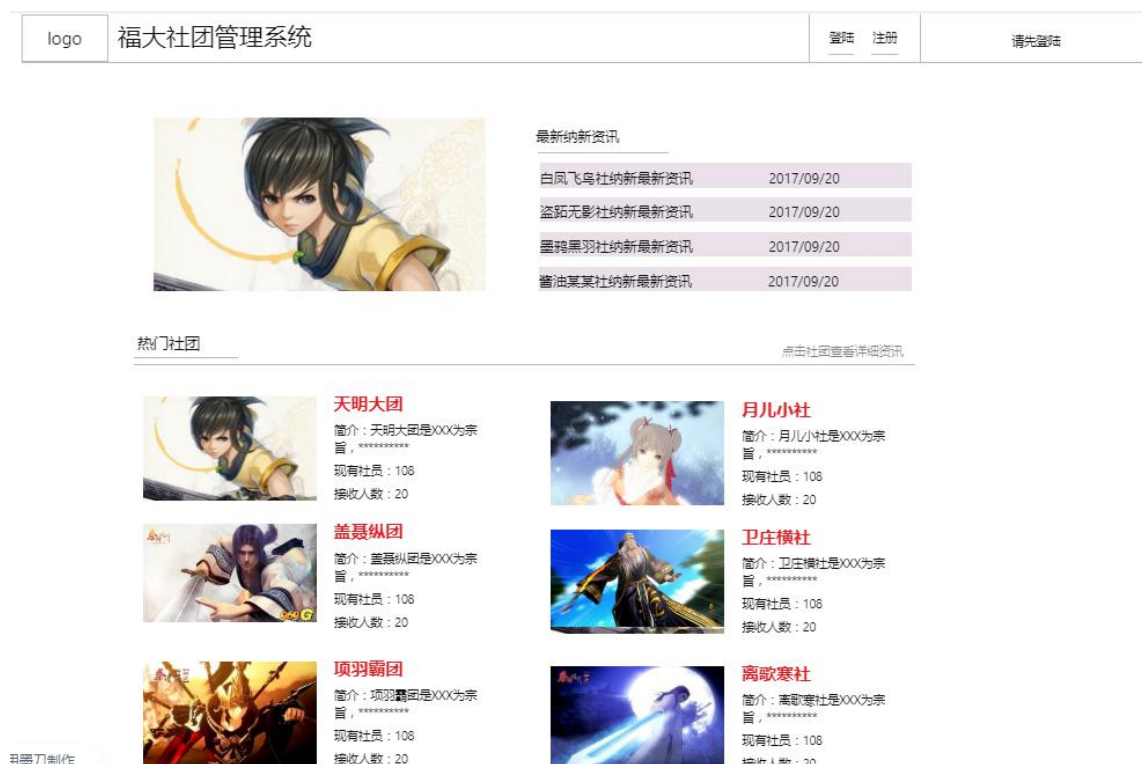 logo
福大社团管理系统
登陆 注册
请先登陆
最新纳新资讯
白凤飞鸟社纳新最新资讯 2017/09/20
盗跖无影社纳新最新资讯 2017/09/20
墨鸦黑羽社纳新最新资讯 2017/09/20
酱油某某社纳新最新资讯 2017/09/20
热门社团
点击社团查看详细资讯
天明大团
简介：天明大团是XXX为宗
旨，**********
现有社员：108
接收人数：20
月儿小社
简介：月儿小社是XXX为宗
旨，**********
现有社员：108
接收人数：20
盖聂纵团
简介：盖聂纵团是XXX为宗
旨，**********
现有社员：108
接收人数：20
卫庄横社
简介：卫庄横社是XXX为宗
旨，**********
现有社员：108
接收人数：20
项羽霸团
简介：项羽霸团是XXX为宗
旨，**********
现有社员：108
接收人数：20
离歌寒社
简介：离歌寒社是XXX为宗
旨，**********
现有社员：108
接收人数：20
用墨刀制作